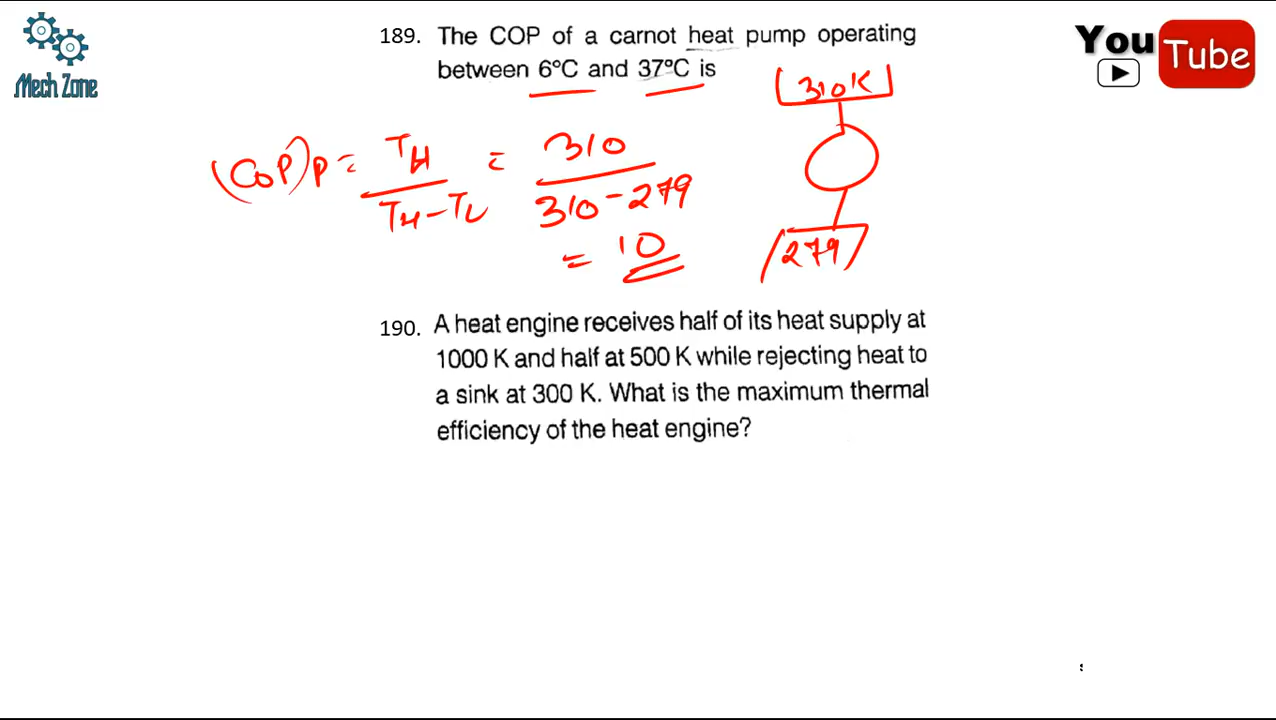 189. The COP of a carnot heat pump operating
between 6°C and 37°C is
You Tube
Mech Zone
310K
(COP)P = TH / TH - TL = 310 / 310 - 279
= 10
279
190. A heat engine receives half of its heat supply at
1000 K and half at 500 K while rejecting heat to
a sink at 300 K. What is the maximum thermal
efficiency of the heat engine?